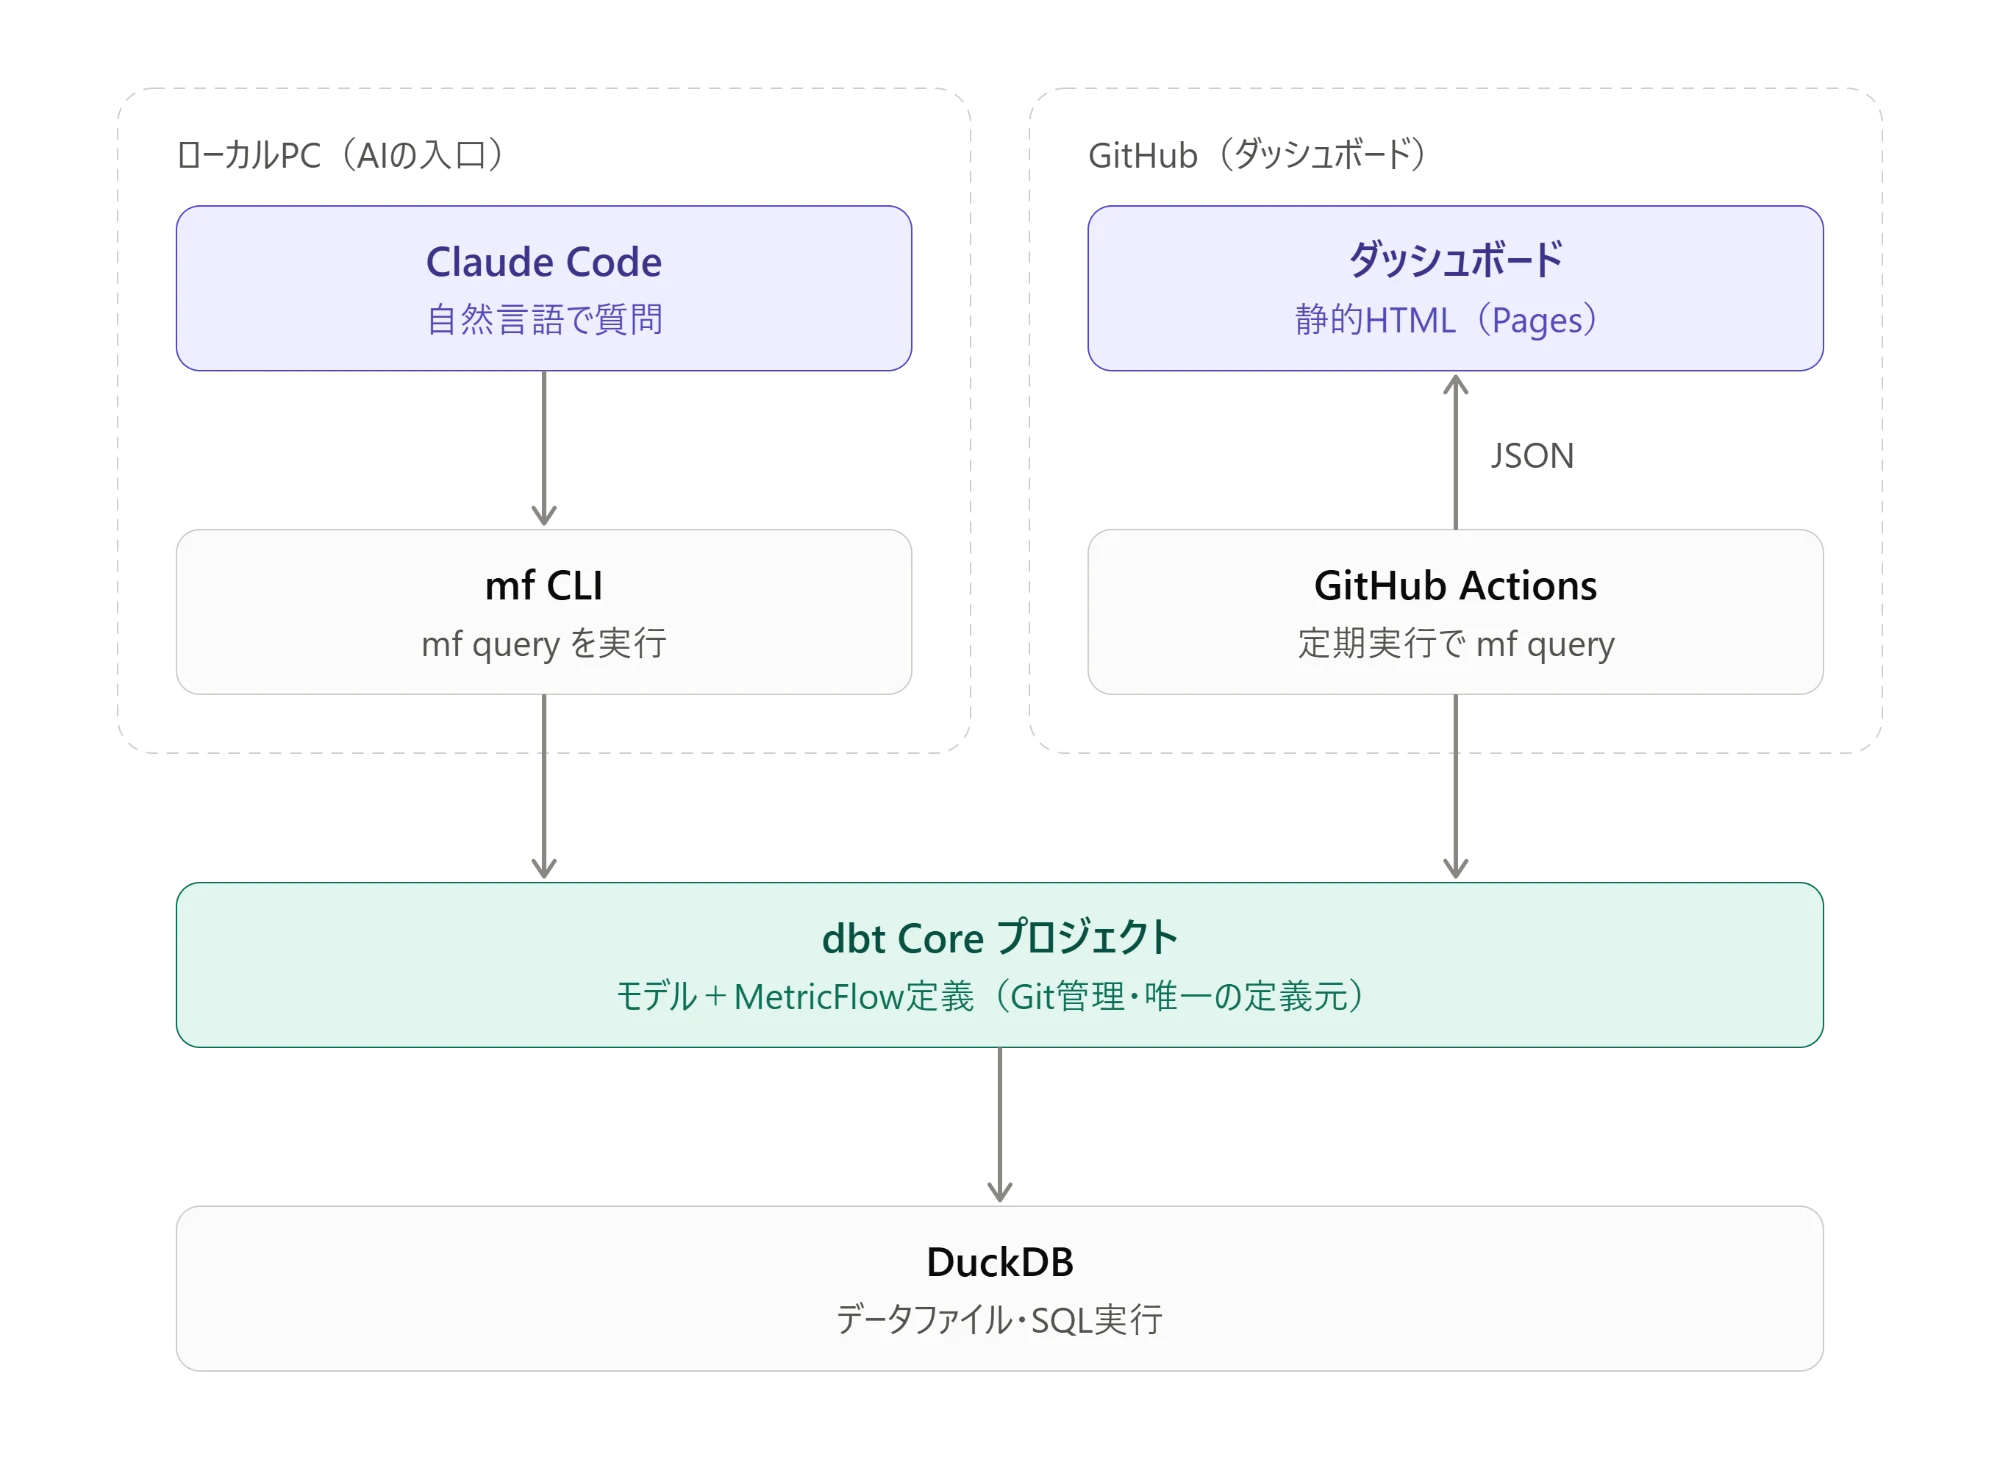 ローカルPC（AIの入口）
Claude Code
自然言語で質問
mf CLI
mf query を実行
GitHub（ダッシュボード）
ダッシュボード
静的HTML（Pages）
JSON
GitHub Actions
定期実行で mf query
dbt Core プロジェクト
モデル＋MetricFlow定義（Git管理・唯一の定義元）
DuckDB
データファイル・SQL実行